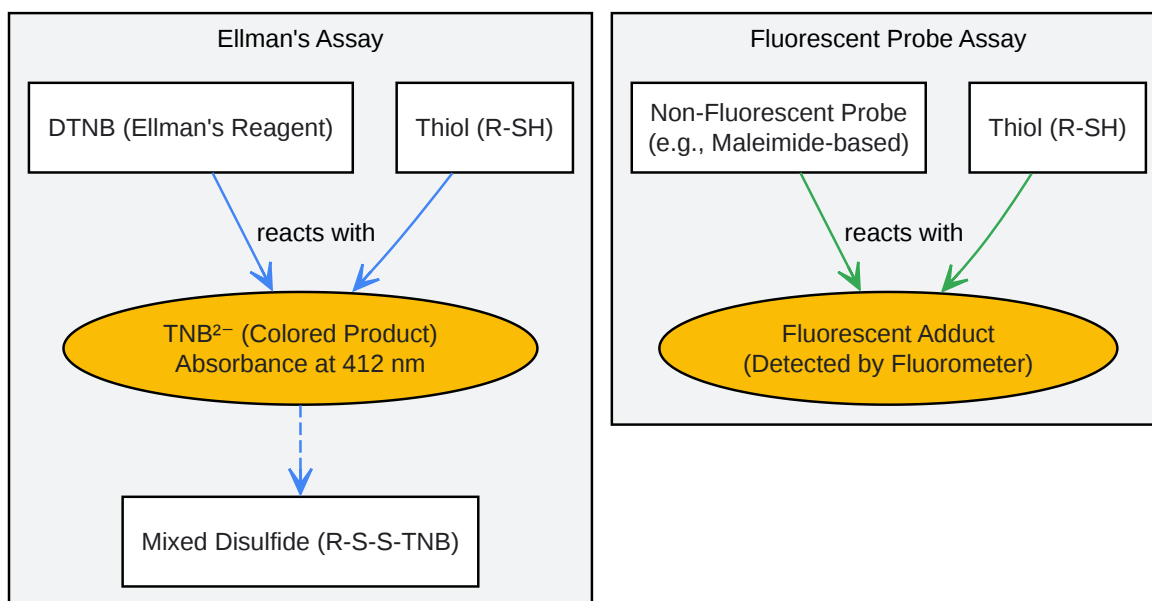 Ellman's Assay
DTNB (Ellman's Reagent)
Thiol (R-SH)
reacts with
TNB²⁻ (Colored Product)
Absorbance at 412 nm
Mixed Disulfide (R-S-S-TNB)
Fluorescent Probe Assay
Non-Fluorescent Probe
(e.g., Maleimide-based)
Thiol (R-SH)
reacts with
Fluorescent Adduct
(Detected by Fluorometer)